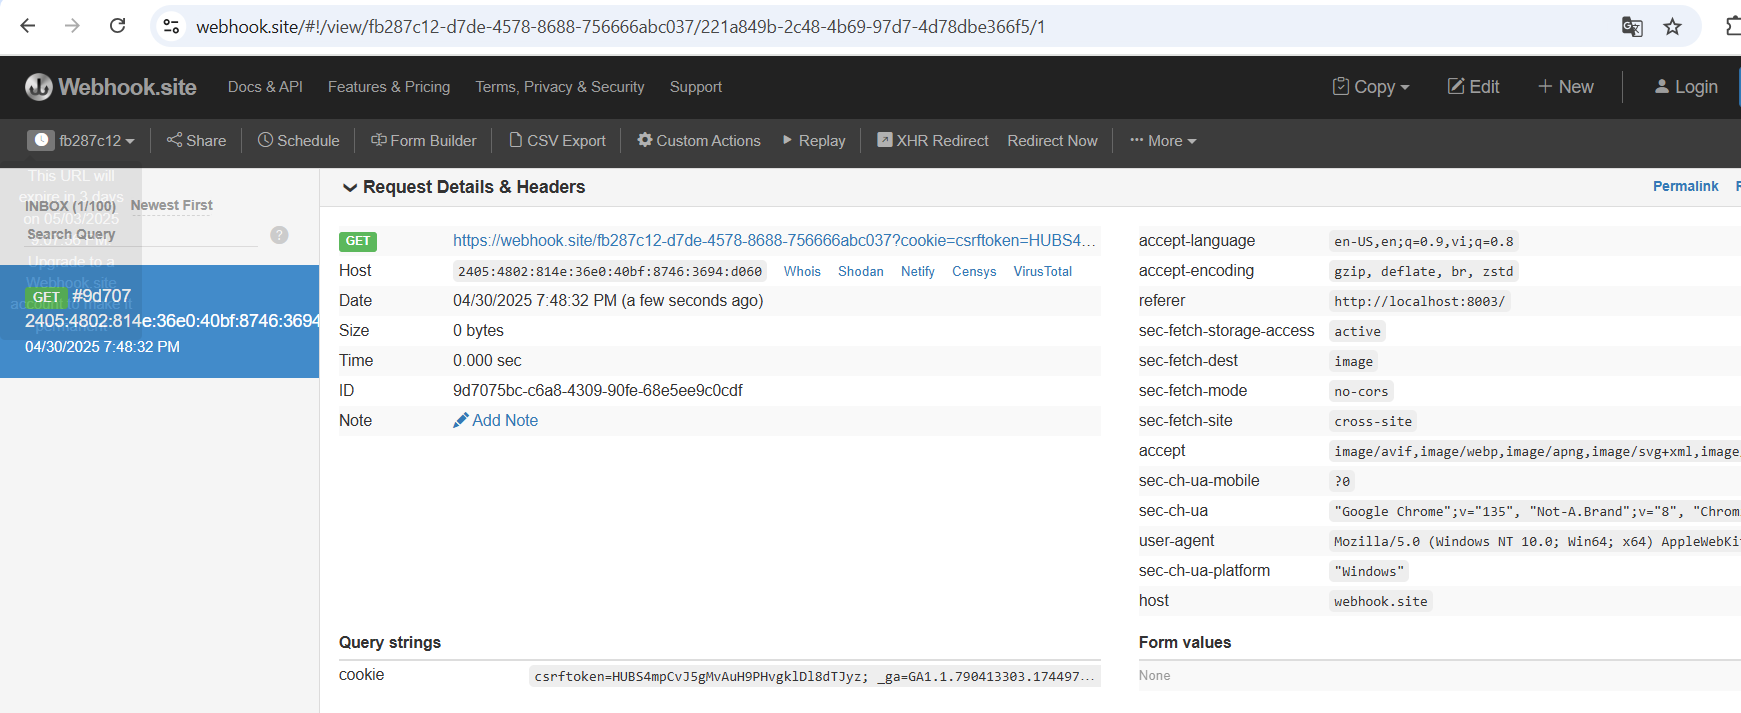 webhook.site/#!/view/fb287c12-d7de-4578-8688-756666abc037/221a849b-2c48-4b69-97d7-4d78dbe366f5/1
Webhook.site Docs & API Features & Pricing Terms, Privacy & Security Support Copy Edit + New Login
fb287c12 Share Schedule Form Builder CSV Export Custom Actions Replay XHR Redirect Redirect Now ··· More
This URL will
expire in 3 days
on 05/03/2025
Upgrade to a
Webhook.site
account to make it
INBOX (1/100) Newest First
Search Query ?
GET #9d707
2405:4802:814e:36e0:40bf:8746:3694
04/30/2025 7:48:32 PM
Request Details & Headers Permalink
GET https://webhook.site/fb287c12-d7de-4578-8688-756666abc037?cookie=csrftoken=HUBS4...
Host 2405:4802:814e:36e0:40bf:8746:3694:d060 Whois Shodan Netify Censys VirusTotal
Date 04/30/2025 7:48:32 PM (a few seconds ago)
Size 0 bytes
Time 0.000 sec
ID 9d7075bc-c6a8-4309-90fe-68e5ee9c0cdf
Note Add Note
accept-language en-US,en;q=0.9,vi;q=0.8
accept-encoding gzip, deflate, br, zstd
referer http://localhost:8003/
sec-fetch-storage-access active
sec-fetch-dest image
sec-fetch-mode no-cors
sec-fetch-site cross-site
accept image/avif,image/webp,image/apng,image/svg+xml,image
sec-ch-ua-mobile ?0
sec-ch-ua "Google Chrome";v="135", "Not-A.Brand";v="8", "Chrom
user-agent Mozilla/5.0 (Windows NT 10.0; Win64; x64) AppleWebKi
sec-ch-ua-platform "Windows"
host webhook.site
Query strings
cookie csrftoken=HUBS4mpCvJ5gMvAuH9PHvgklDl8dTJyz; _ga=GA1.1.790413303.174497...
Form values
None